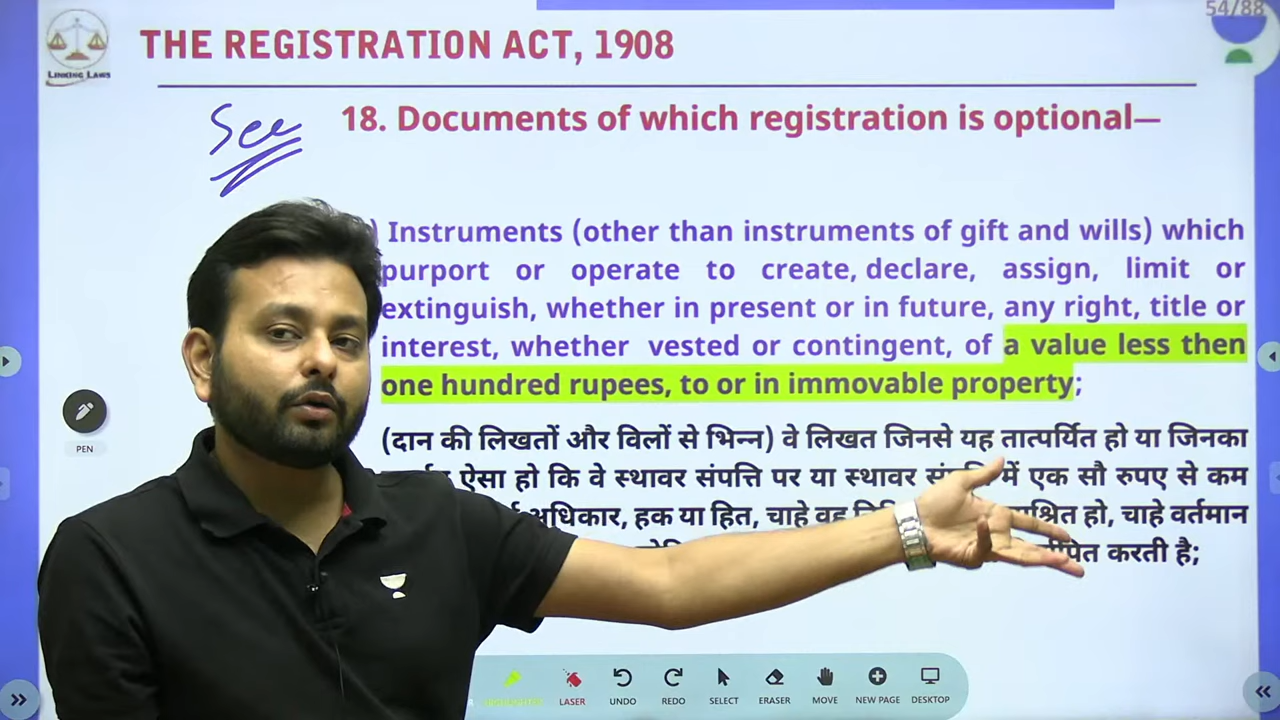 54/88
LINKING LAWS
THE REGISTRATION ACT, 1908
See
18. Documents of which registration is optional—
) Instruments (other than instruments of gift and wills) which
purport or operate to create, declare, assign, limit or
extinguish, whether in present or in future, any right, title or
interest, whether vested or contingent, of a value less then
one hundred rupees, to or in immovable property;
(दान की लिखतों और विलों से भिन्न) वे लिखत जिनसे यह तात्पर्यित हो या जिनका
ऐसा हो कि वे स्थावर संपत्ति पर या स्थावर में एक सौ रुपए से कम
अधिकार, हक या हित, चाहे वह हो, चाहे वर्तमान
करती है;
PEN
HIGHLIGHTER
LASER
UNDO
REDO
SELECT
ERASER
MOVE
NEW PAGE
DESKTOP